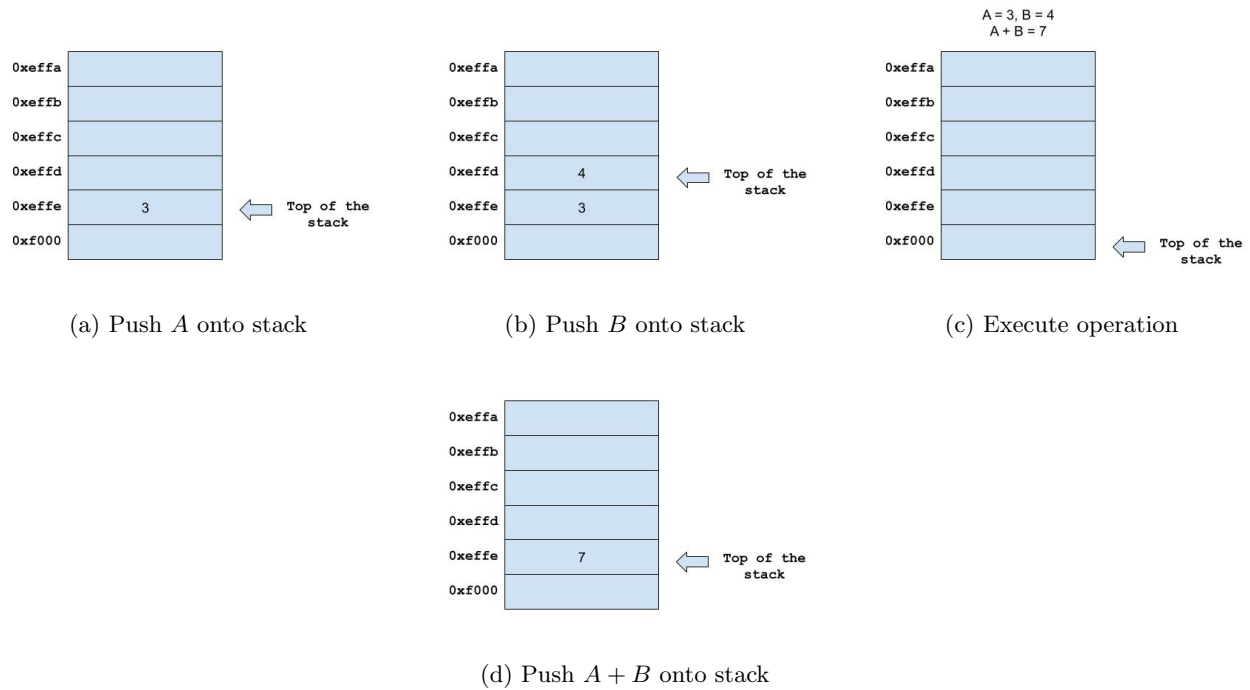 0xeffa
0xeffb
0xeffc
0xeffd
0xeffe 3
0xf000
Top of the
stack
(a) Push A onto stack
0xeffa
0xeffb
0xeffc
0xeffd 4
0xeffe 3
0xf000
Top of the
stack
(b) Push B onto stack
A = 3, B = 4
A + B = 7
0xeffa
0xeffb
0xeffc
0xeffd
0xeffe
0xf000
Top of the
stack
(c) Execute operation
0xeffa
0xeffb
0xeffc
0xeffd
0xeffe 7
0xf000
Top of the
stack
(d) Push A + B onto stack